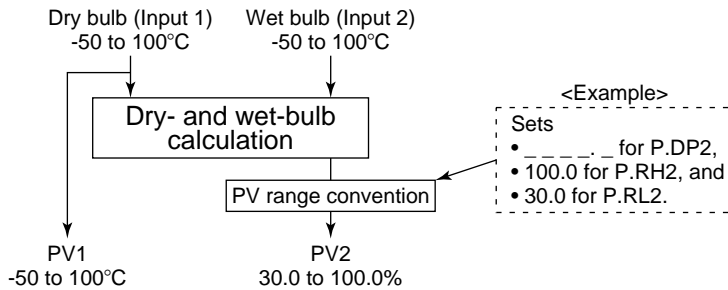 Dry bulb (Input 1)
-50 to 100°C
Wet bulb (Input 2)
-50 to 100°C
Dry- and wet-bulb
calculation
<Example>
Sets
• _ _ _ _. _ for P.DP2,
• 100.0 for P.RH2, and
• 30.0 for P.RL2.
PV range convention
PV1
-50 to 100°C
PV2
30.0 to 100.0%